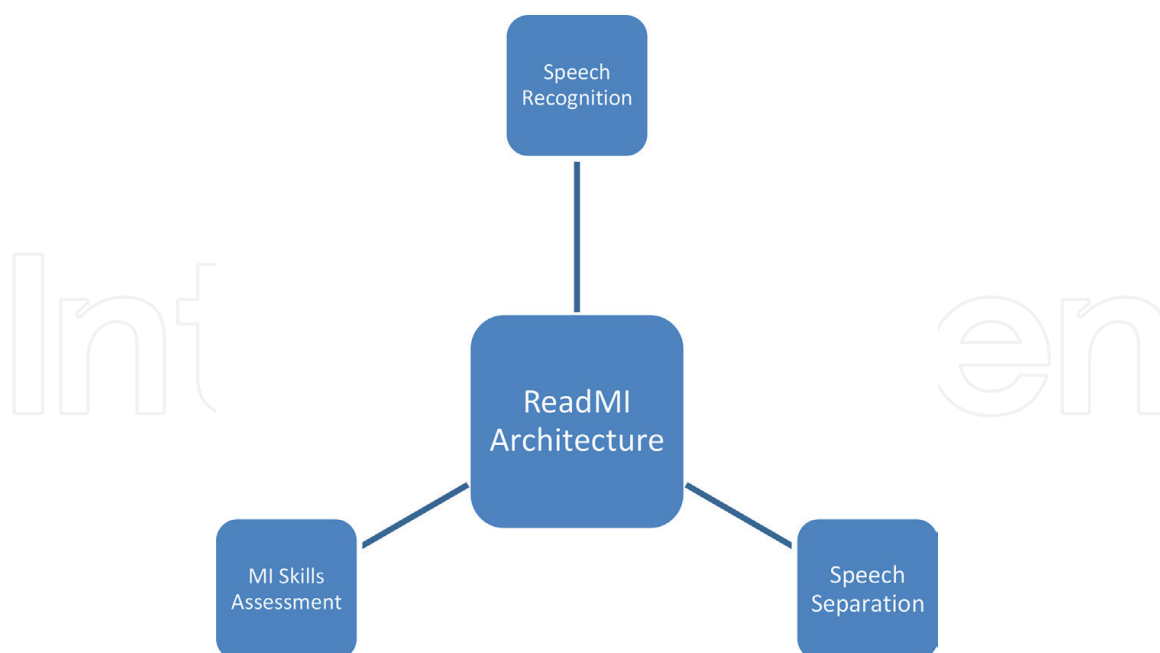 Speech
Recognition
ReadMI
Architecture
MI Skills
Assessment
Speech
Separation